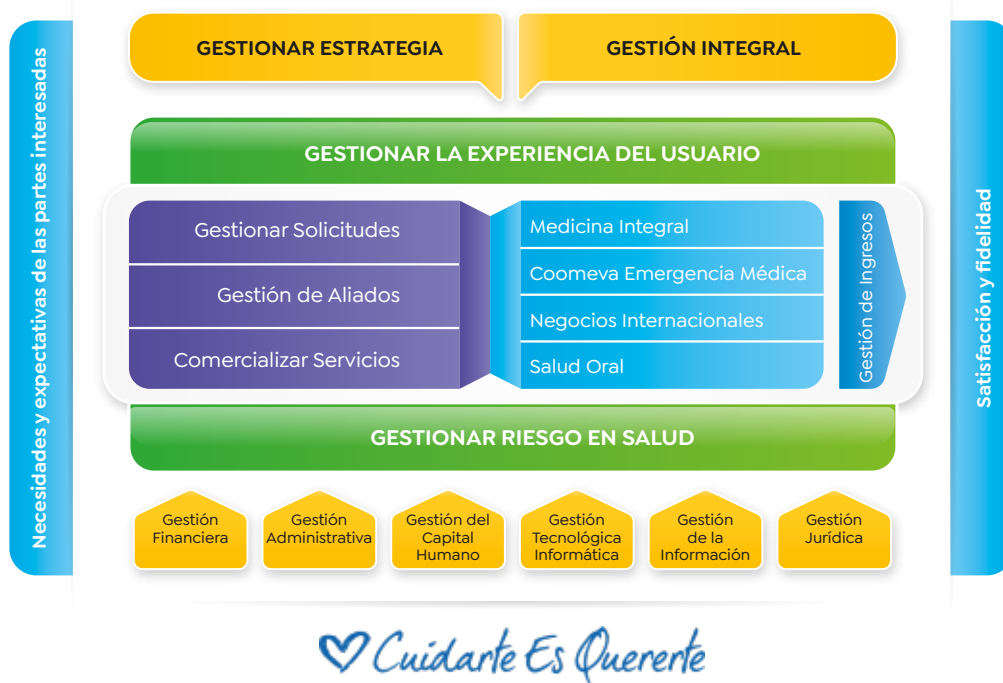 Necesidades y expectativas de las partes interesadas
GESTIONAR ESTRATEGIA
GESTIÓN INTEGRAL
GESTIONAR LA EXPERIENCIA DEL USUARIO
Gestionar Solicitudes
Gestión de Aliados
Comercializar Servicios
Medicina Integral
Coomeva Emergencia Médica
Negocios Internacionales
Salud Oral
Gestión de Ingresos
GESTIONAR RIESGO EN SALUD
Gestión
Financiera
Gestión
Administrativa
Gestión del
Capital
Humano
Gestión
Tecnológica
Informática
Gestión
de la
Información
Gestión
Jurídica
Satisfacción y fidelidad
Cuidarte Es Quererte